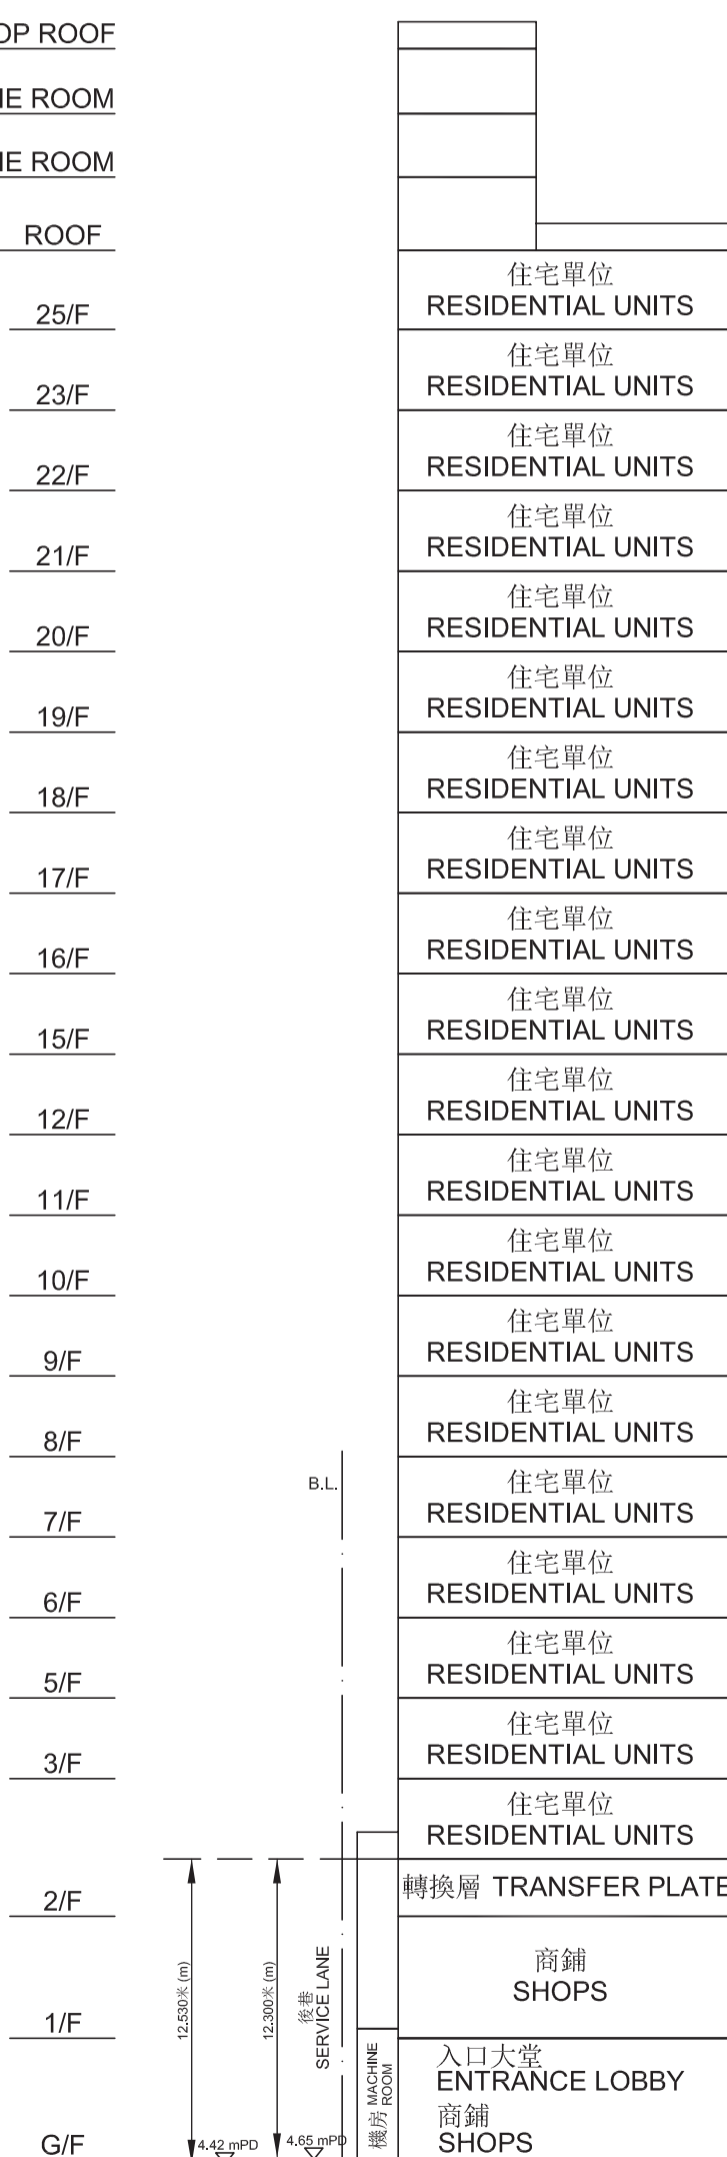 OP ROOF
NE ROOM
NE ROOM
ROOF
住宅單位
RESIDENTIAL UNITS
25/F
住宅單位
RESIDENTIAL UNITS
23/F
住宅單位
RESIDENTIAL UNITS
22/F
住宅單位
RESIDENTIAL UNITS
21/F
住宅單位
RESIDENTIAL UNITS
20/F
住宅單位
RESIDENTIAL UNITS
19/F
住宅單位
RESIDENTIAL UNITS
18/F
住宅單位
RESIDENTIAL UNITS
17/F
住宅單位
RESIDENTIAL UNITS
16/F
住宅單位
RESIDENTIAL UNITS
15/F
住宅單位
RESIDENTIAL UNITS
12/F
住宅單位
RESIDENTIAL UNITS
11/F
住宅單位
RESIDENTIAL UNITS
10/F
住宅單位
RESIDENTIAL UNITS
9/F
住宅單位
RESIDENTIAL UNITS
8/F
B.L.
住宅單位
RESIDENTIAL UNITS
7/F
住宅單位
RESIDENTIAL UNITS
6/F
住宅單位
RESIDENTIAL UNITS
5/F
住宅單位
RESIDENTIAL UNITS
3/F
住宅單位
RESIDENTIAL UNITS
轉換層 TRANSFER PLATE
2/F
商鋪
SHOPS
12.530米 (m)
12.300米 (m)
後巷
SERVICE LANE
1/F
機房 MACHINE
ROOM
入口大堂
ENTRANCE LOBBY
商鋪
SHOPS
G/F
4.42 mPD
4.65 mPD